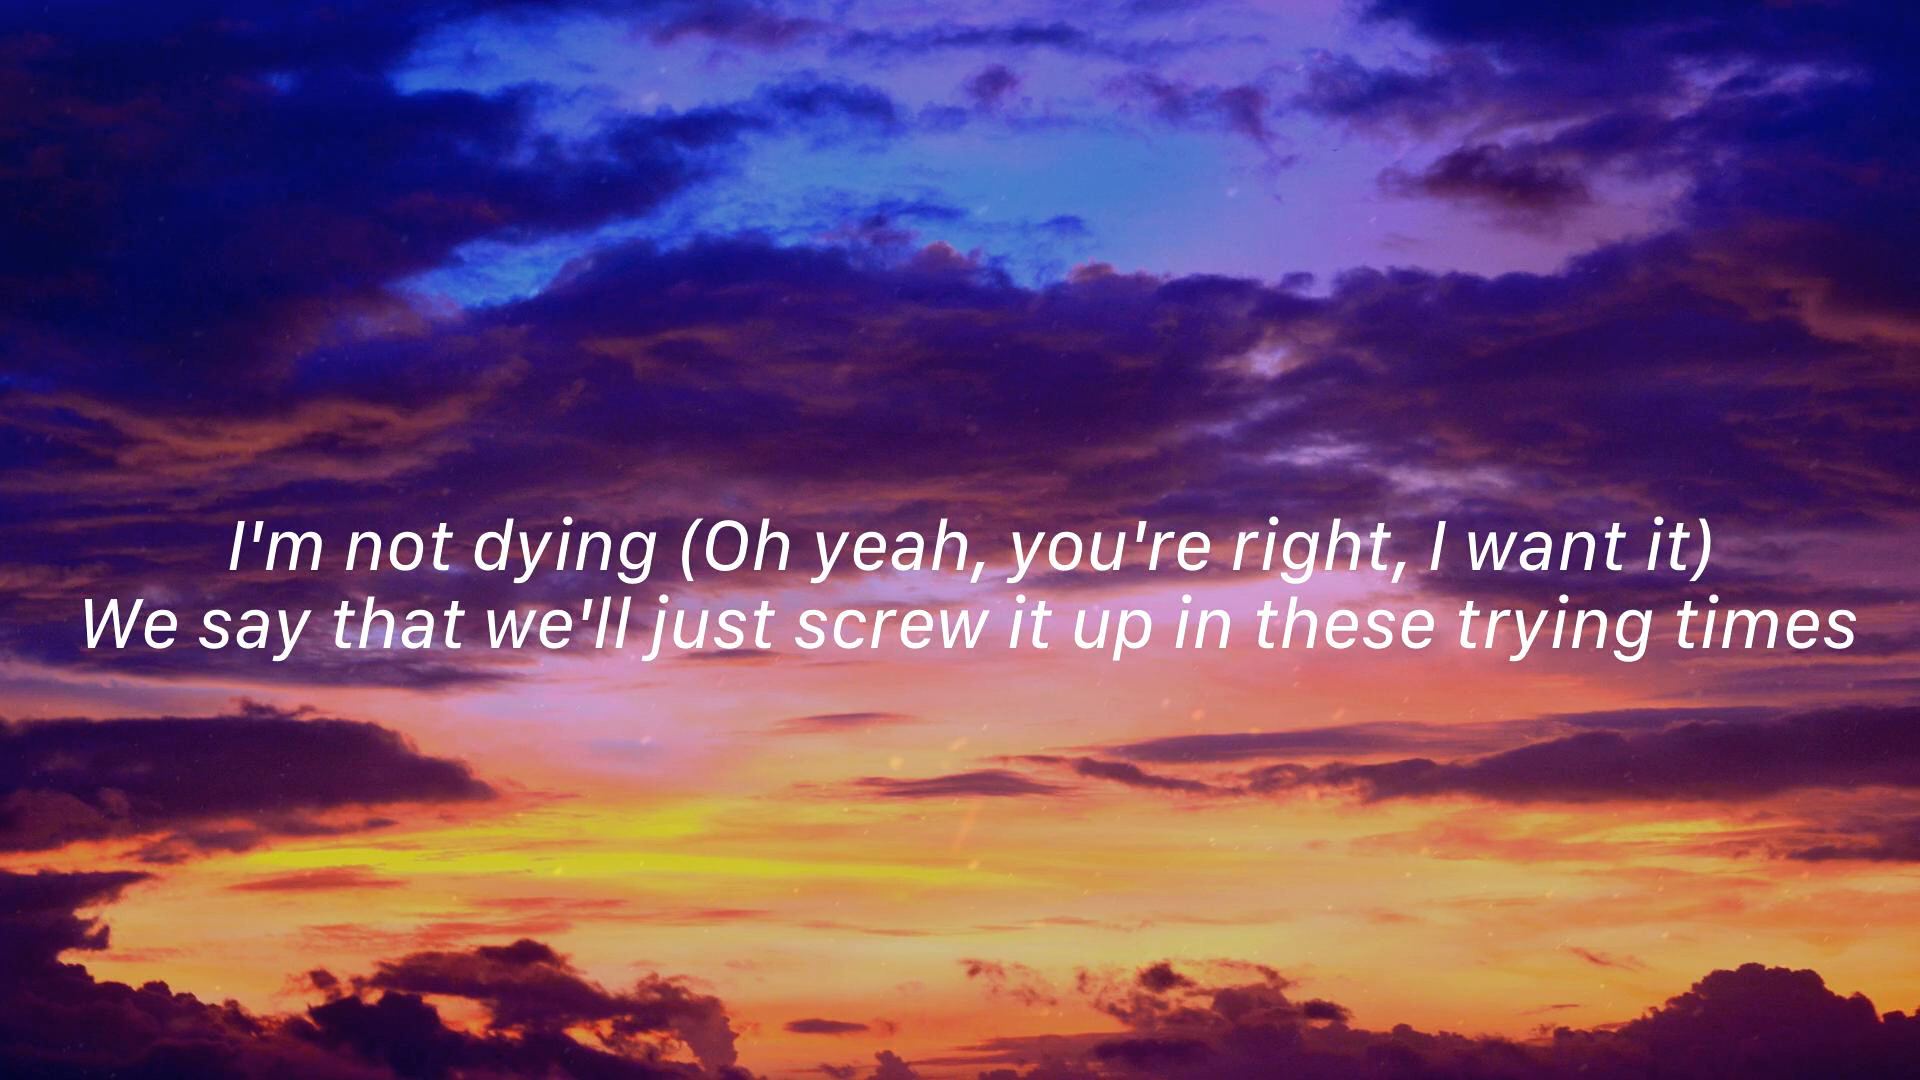 I'm not dying (Oh yeah, you're right, I want it)
We say that we'll just screw it up in these trying times